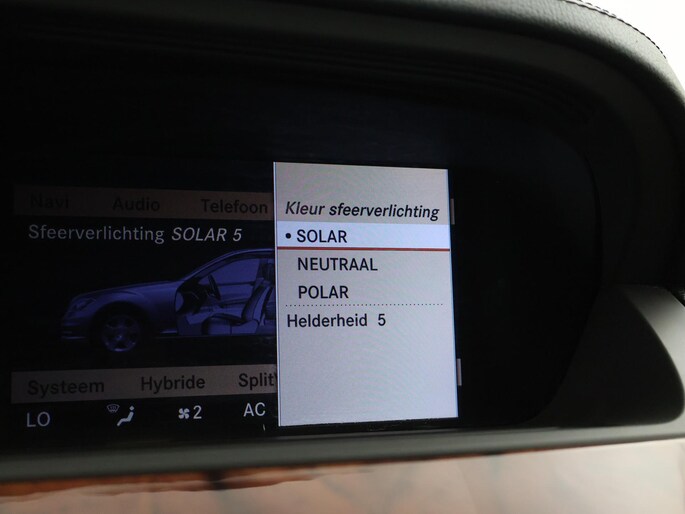 Navi Audio Telefoon
Kleur sfeerverlichting
Sfeerverlichting SOLAR 5
• SOLAR
NEUTRAAL
POLAR
Helderheid 5
Systeem Hybride Split
LO 2 AC